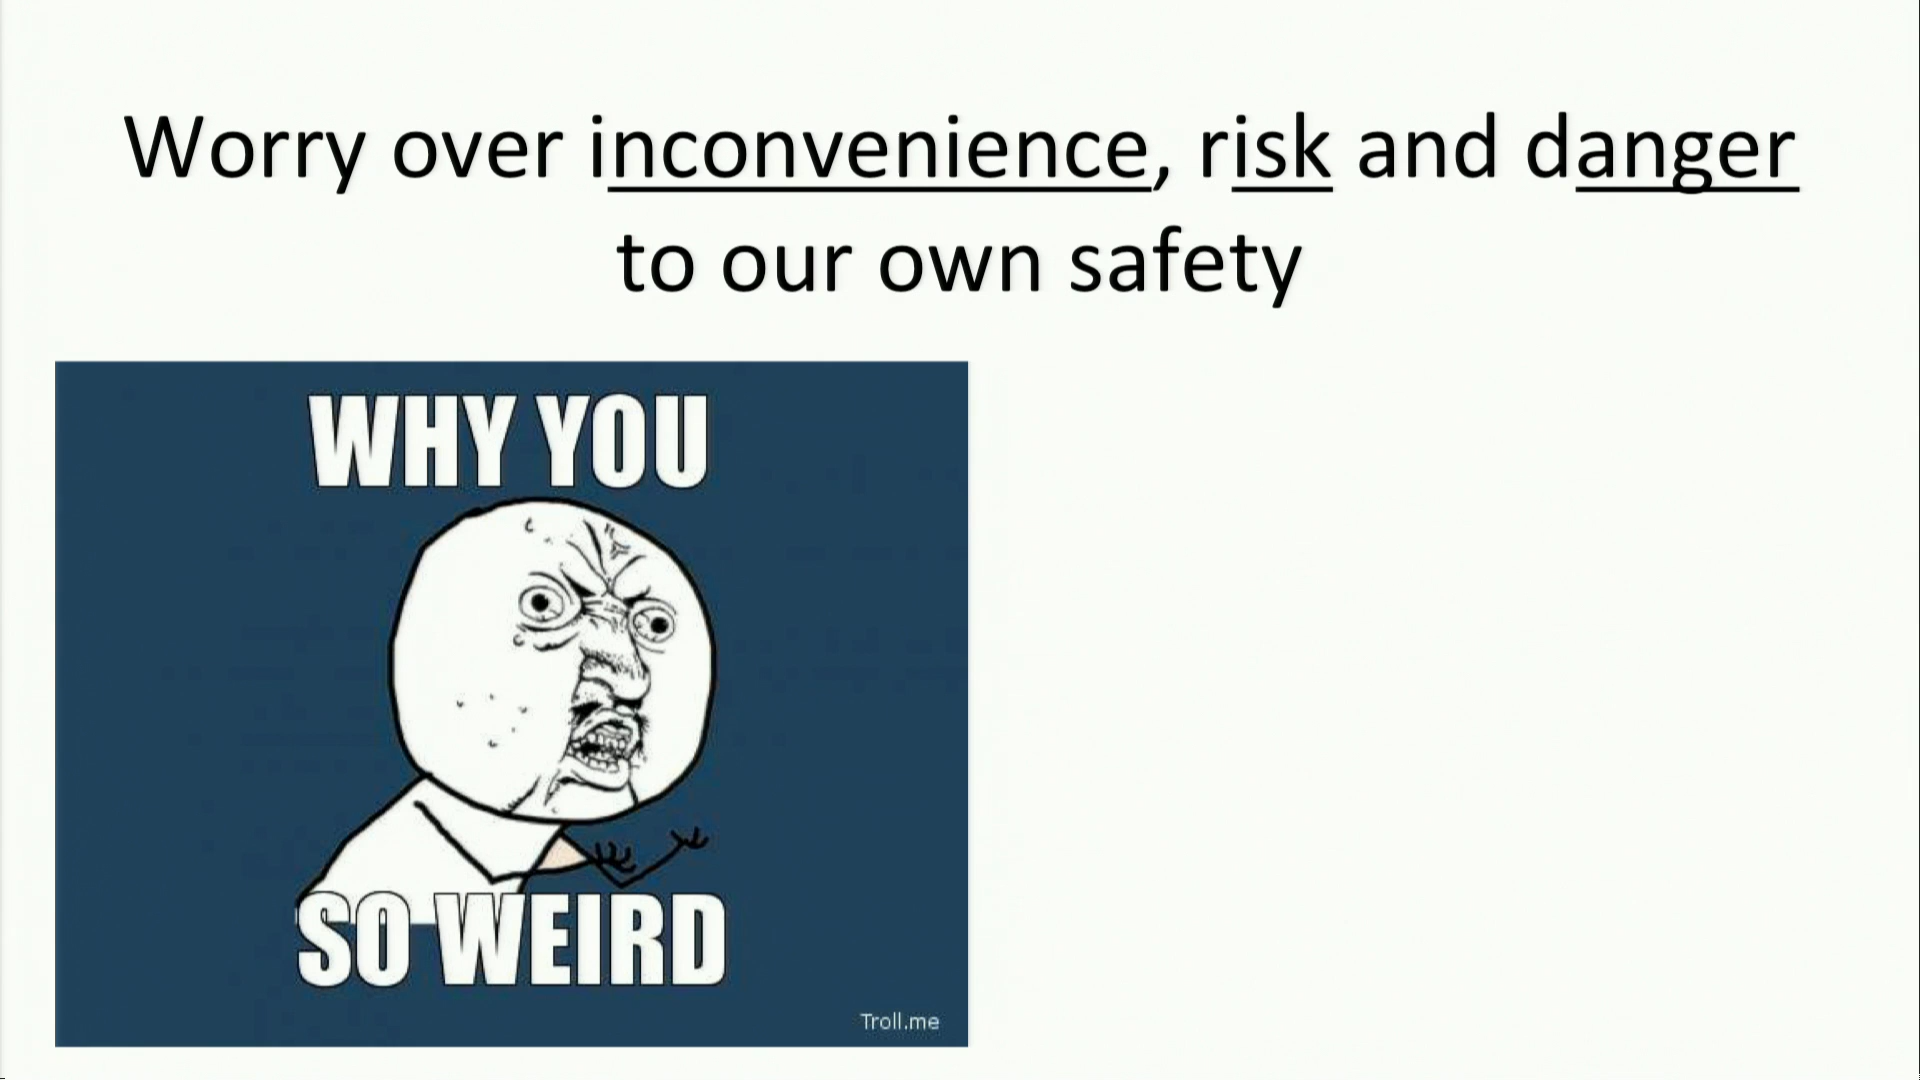 Worry over inconvenience, risk and danger
to our own safety
WHY YOU
SO WEIRD
Troll.me